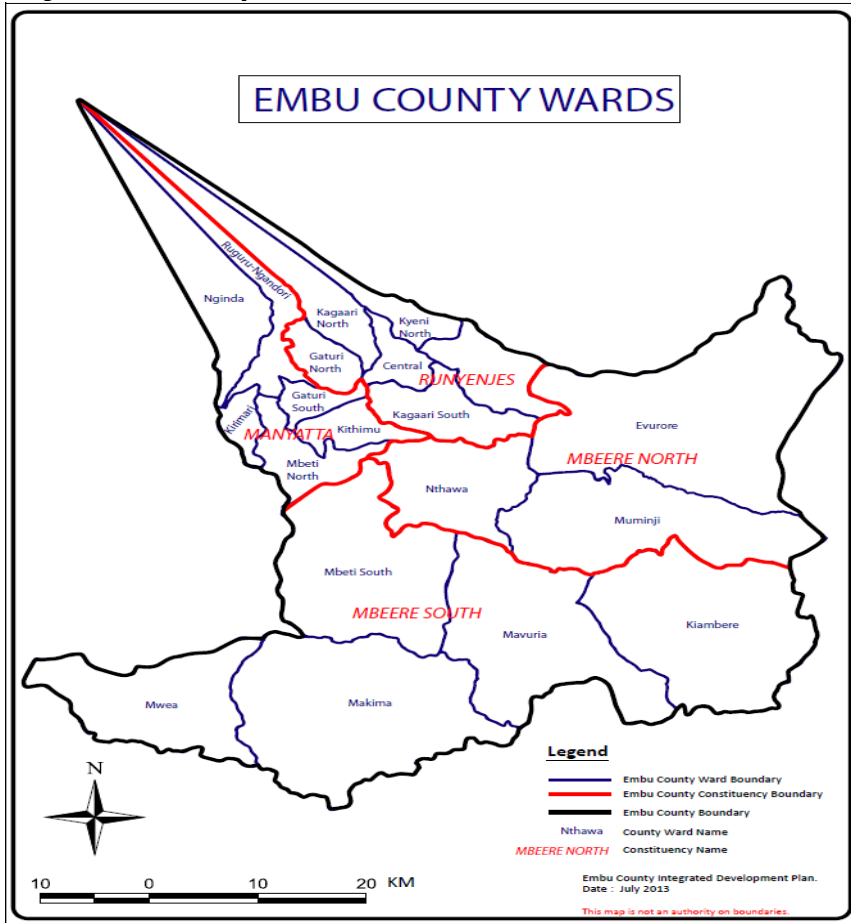 EMBU COUNTY WARDS
Ruguru-Ngandori
Nginda
Kagaari
North
Kyeni
North
Gaturi
North
Central
RUNYENJES
Gaturi
South
Kagaari South
Kirimari
MANYATTA
Kithimu
Evurore
Mbeti
North
MBEERE NORTH
Nthawa
Muminji
Mbeti South
MBEERE SOUTH
Mavuria
Kiambere
Mwea
Makima
Legend
Embu County Ward Boundary
Embu County Constituency Boundary
Embu County Boundary
Nthawa County Ward Name
MBEERE NORTH Constituency Name
N
10 0 10 20 KM
Embu County Integrated Development Plan.
Date : July 2013
This map is not an authority on boundaries.